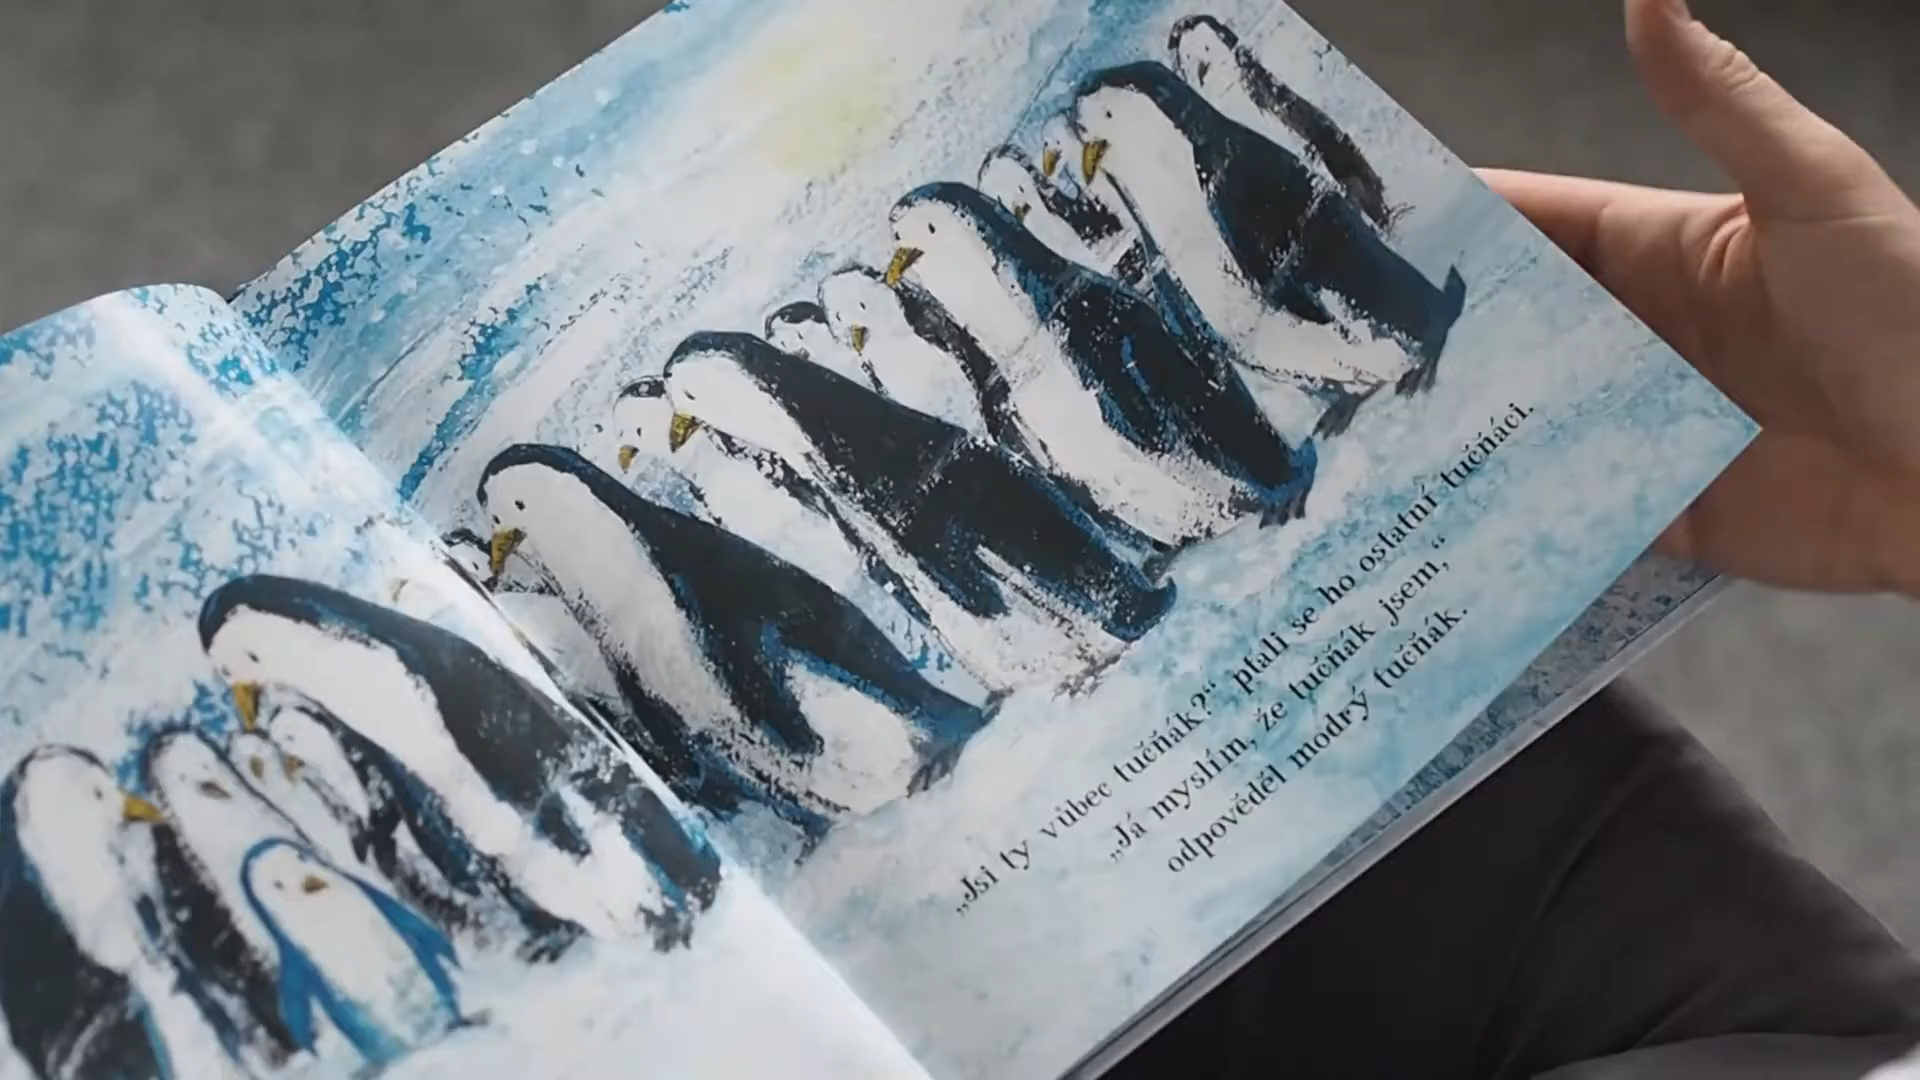 „Jsi ty vůbec tučňák?“ ptali se ho ostatní tučňáci.
„Já myslím, že tučňák jsem,“
odpověděl modrý tučňák.